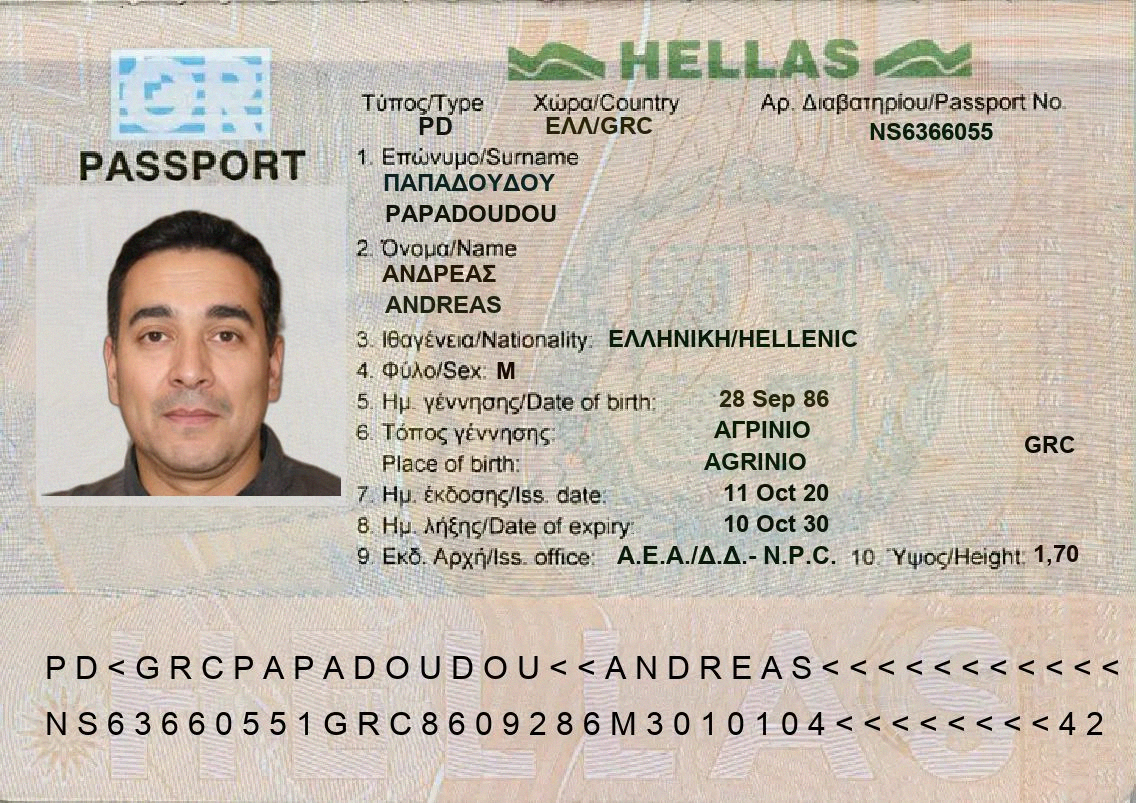 GR
HELLAS
PASSPORT
Τύπος/Type Χώρα/Country Αρ. Διαβατηρίου/Passport No.
PD ΕΛΛ/GRC NS6366055
1. Επώνυμο/Surname
ΠΑΠΑΔΟΥΔΟΥ
PAPADOUDOU
2. Όνομα/Name
ΑΝΔΡΕΑΣ
ANDREAS
3. Ιθαγένεια/Nationality: ΕΛΛΗΝΙΚΗ/HELLENIC
4. Φύλο/Sex: M
5. Ημ. γέννησης/Date of birth: 28 Sep 86
6. Τόπος γέννησης: ΑΓΡΙΝΙΟ
Place of birth: AGRINIO GRC
7. Ημ. έκδοσης/Iss. date: 11 Oct 20
8. Ημ. λήξης/Date of expiry: 10 Oct 30
9 Εκδ. Αρχή/Iss. office: Α.Ε.Α./Δ.Δ.- N.P.C. 10. Ύψος/Height: 1,70
HELLAS
PD<GRCPAPADOUDOU<<ANDREAS<<<<<<<<<<<
NS63660551GRC8609286M3010104<<<<<<<<42